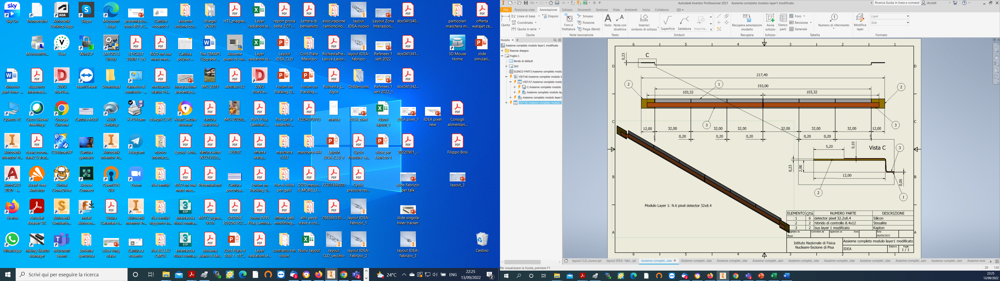 Sky Go
Thunderbird
Autodesk
Desktop App
Skype
Microsoft
Edge
presentazio...
fbosi RD_FC...
Cattura
roberto 1
assieme
volume col...
disegni
LN2P3
HTS_magne...
Layer
radiation le...
report prova
belle 2 07-...
Lettera di
benvenuto
assicurazione
camioncino...
layout
IDEA-nuovo
Layout Zona
Interazion...
doc041340...
particolari
maschera m...
offerta
watajet ce...
MicrosoftPr...
Vibe
WinSCP
LMTOOLS
Utility
STYCAST
2850FT-EN
R&D on low
mass mec...
Cattura
polytec ...
The DMAPS
Upgrade ...
Assieme
piano di lav...
Layer
radiation le...
Layout
IDEA_CLD
Cold Plate
Maurizio
RichiestaPre...
Lav.va-Lavor...
layout IDEA-
fabrizio
Referees 1
sett 2022
doc041341...
3D Mouse
Home
slide
simulati...
Rinnovo
part-time -...
supporto
intermedi...
DWG
TrueVie...
TeamViewer
Download
Pannello di
controllo - ...
mechanics
status Pis...
integrazione
presentazi...
IMG_2879
abstract-32
DWG
TrueVie...
Forum on
Tracking D...
Forum on
Tracking ...
Richiesta_L...
Agile
OldVersions
Referees 1
sett 2022_1
doc041342...
Questo PC
Cisco Webex
Meetings
Google
Chrome
Cattura M55J
A360
Desktop
X-PDFsam
disegni CEPC
Avast Secure
Browser
fattura
iberdrola
IMG-20200...
INFN Pisa,
Laminati ...
file dati a
bedeschi ...
F2204379773
marisa
IDEA pixel
Nuovi
layout_1
IDEA pixel_1
IDEA pixel
new
Consigli
alimentari...
Autodesk
Inventor Pr...
clean_room...
fase2_9_trat...
CDBurnerXP
Cattura
gennaro
Autodesk
Inventor Pr...
Telegram
nuovo
interfacc...
Epoxy-Tech...
fattura wind
W2213335...
EP30TC
offerta
wataj...
maschera
1332
maschera 444
Layout
IDEA_CLD_1
Cyclic
Pressure Te...
slide per
Fabrizio 1
20220901_...
Filippo Bosi
AutoCAD
2020 - I...
Avast Free
Antivirus
Virtual
CloneDrive
Adobe
Connect
OpenVPN
GUI
Zoom
file venturi
R&D on low
mass mec...
Presentation1
Cattura
pocofoa...
Forum on
Tracking D...
file di silvia
per galli
DDTEmesso...
& MORELLI ...
F2207456301
Cyclic
pressure tes...
slide Fabrizio
per talk
layout_3
Firefox
Acrobat
Reader DC
Autodesk
Simulatio...
Install
Autodes...
Visura
Catastale t...
Autodesk
Inventor Pr...
file venturi
supporto in...
Interfaccia
flussi contra...
46772_signe...
9176
ORDINE
LOSON FCC ...
loson INFN
Pisa, Lamina...
offerta galli
minifitting...
altri pezzi
stave e col...
058365330-...
layout IDEA-
fabrizio_1
slide singola
Inner tracker
WhatsApp
Inkling Sketch
Manager
Microsoft
Teams
bollette
iperdrola
slide long
stave
Cattura x
roberto
file BELLE2
CMOS
Interfaccia
flussi contra...
Assieme
piano di lav...
Cold Plate 4
Tubi T=15°...
Layer
radiation le...
contratto tim
vision
Nuovi layout
layout
CLD_vecchio
layout IDEA-
fabrizio_2
layout IDEA-
fabrizio_3
Cestino
Scrivi qui per eseguire la ricerca
24°C
ENG
22:25
13/09/2022
Autodesk Inventor Professional 2021 Assieme completo modulo layer1 modificato
Ricerca Guida in linea e comand
Accedi
File
Posiziona viste
Annotazione
Schizzo
Strumenti
Gestione
Vista
Ambienti
Inizia
Collabora
Quota
Linea di base
Disponi
Coordinata
Quota in serie
Quota
Foro e
filettatura
Smusso
Punzone
Piega (Bend)
Note lavorazione
Testo
Nota con
direttrice
Testo
Inserisci
simbolo di schizzo
Superficie
Saldatura
Importa...
Simboli
Recupera annotazioni
modello
Recupera
Avvia
schizzo
Schizzo
Elenco
parti
Foro
Revisione
Generale
Numero di riferimento
Tabella
Modifica
layer
Layer
Stile
Formato
Modello
Assieme completo modulo layer1 modificato
Risorse disegno
Foglio:1
Bordo di default
ISO
ELENCO PARTI:Assieme completo modu
VISTA6:Assieme completo modulo l
VISTA7:Assieme completo modu
C:Assieme completo modulo
Assieme completo modulo lay
Assieme completo modulo layer1
VISTA8:Assieme completo modulo l
6 5 4 3 2 1
D D
C C
B B
A A
0,23
C
217,40
193,00
103,32 103,32
2 1 2
3 3
12,00 32,00 32,00 32,00 32,00 32,00 32,00 12,00
0,20 0,20 0,20 0,20 0,20
Vista C
5,20
0,10
3
0,23
2,00
12,00
0,05
2
1
Modulo Layer 1: N.6 pixel detector 32x8.4
ELEMENTO QTÀ NUMERO PARTE DESCRIZIONE
1 6 detector pixel 32.2x8.4 Silicon
2 2 hibrido di controllo 8.4x12 Stesalite
3 2 bus layer 1 modificato Kapton
Progettato da
Controllato da
Approvato da
Data
Data
fbosi
06/09/2022
Istituto Nazionale di Fisica
Nucleare-Sezione di Pisa
Assieme completo modulo layer1 modificato
IDEA
Edizione
Foglio
1 / 1
6 5 4 3 2 1
layout CLD_nuovo.ipt
layout IDEA- fabr...ipt
Assieme complet...idw
Assieme complet...idw
Assieme complet...idw
Assieme complet...iam
Assieme complet...idw
Assieme complet...idw
Assieme complet...iam
Assieme complet...iam
Assieme inne
Per visualizzare la Guida, premere F1
20 130
22:25
13/09/2022